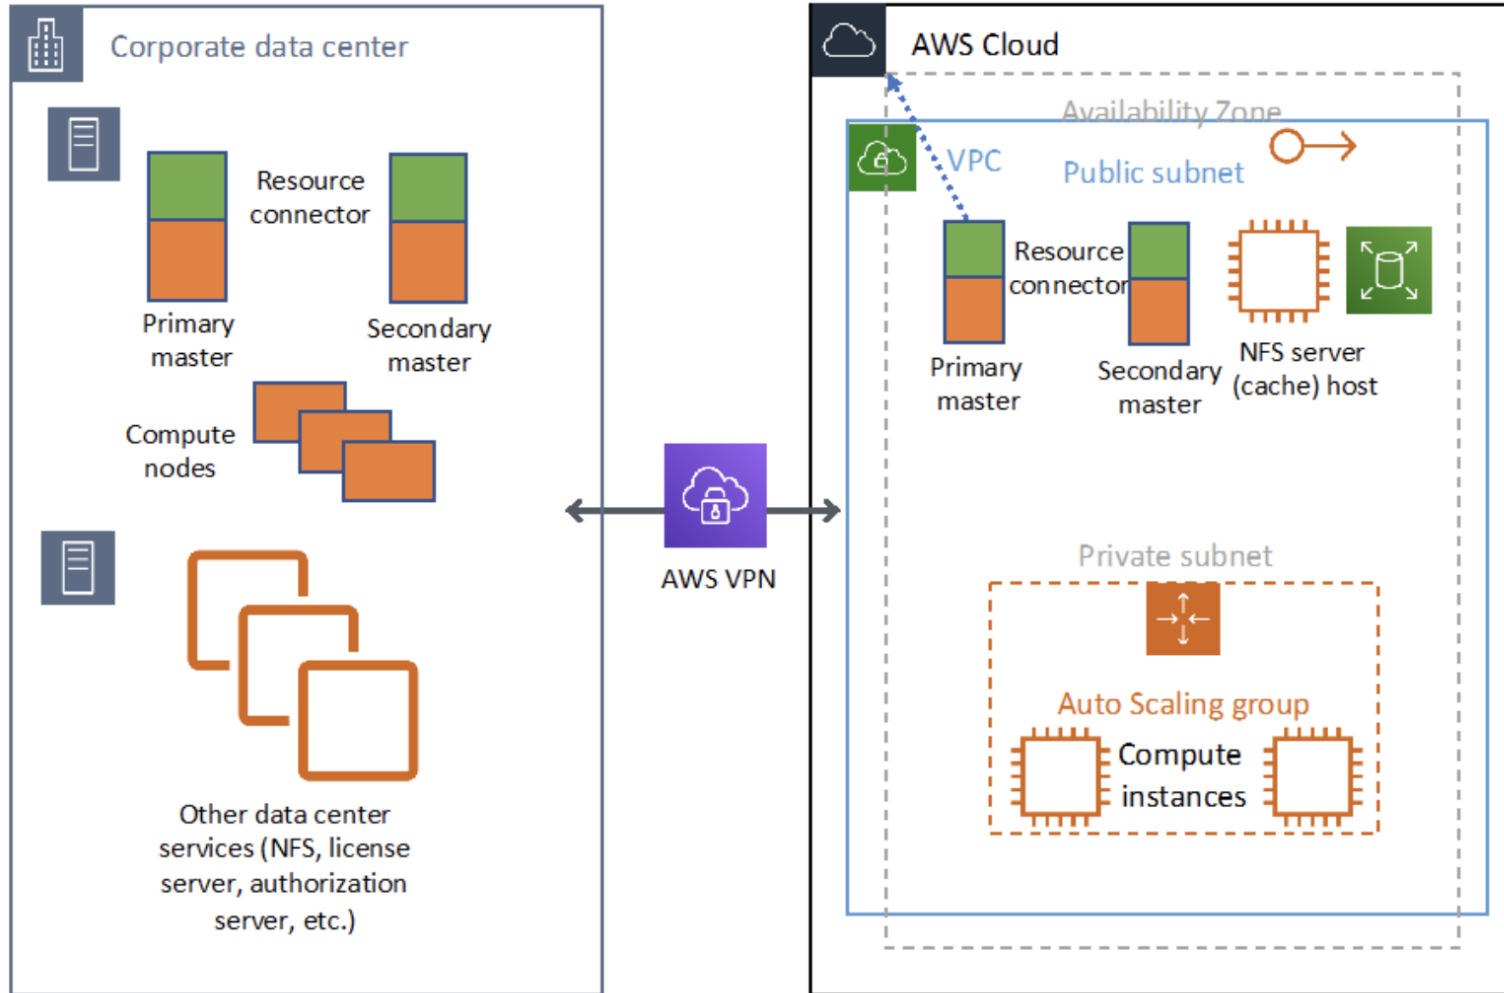 Corporate data center
Resource
connector
Primary
master
Secondary
master
Compute
nodes
Other data center
services (NFS, license
server, authorization
server, etc.)
AWS VPN
AWS Cloud
Availability Zone
VPC
Public subnet
Resource
connector
Primary
master
Secondary
master
NFS server
(cache) host
Private subnet
Auto Scaling group
Compute
instances